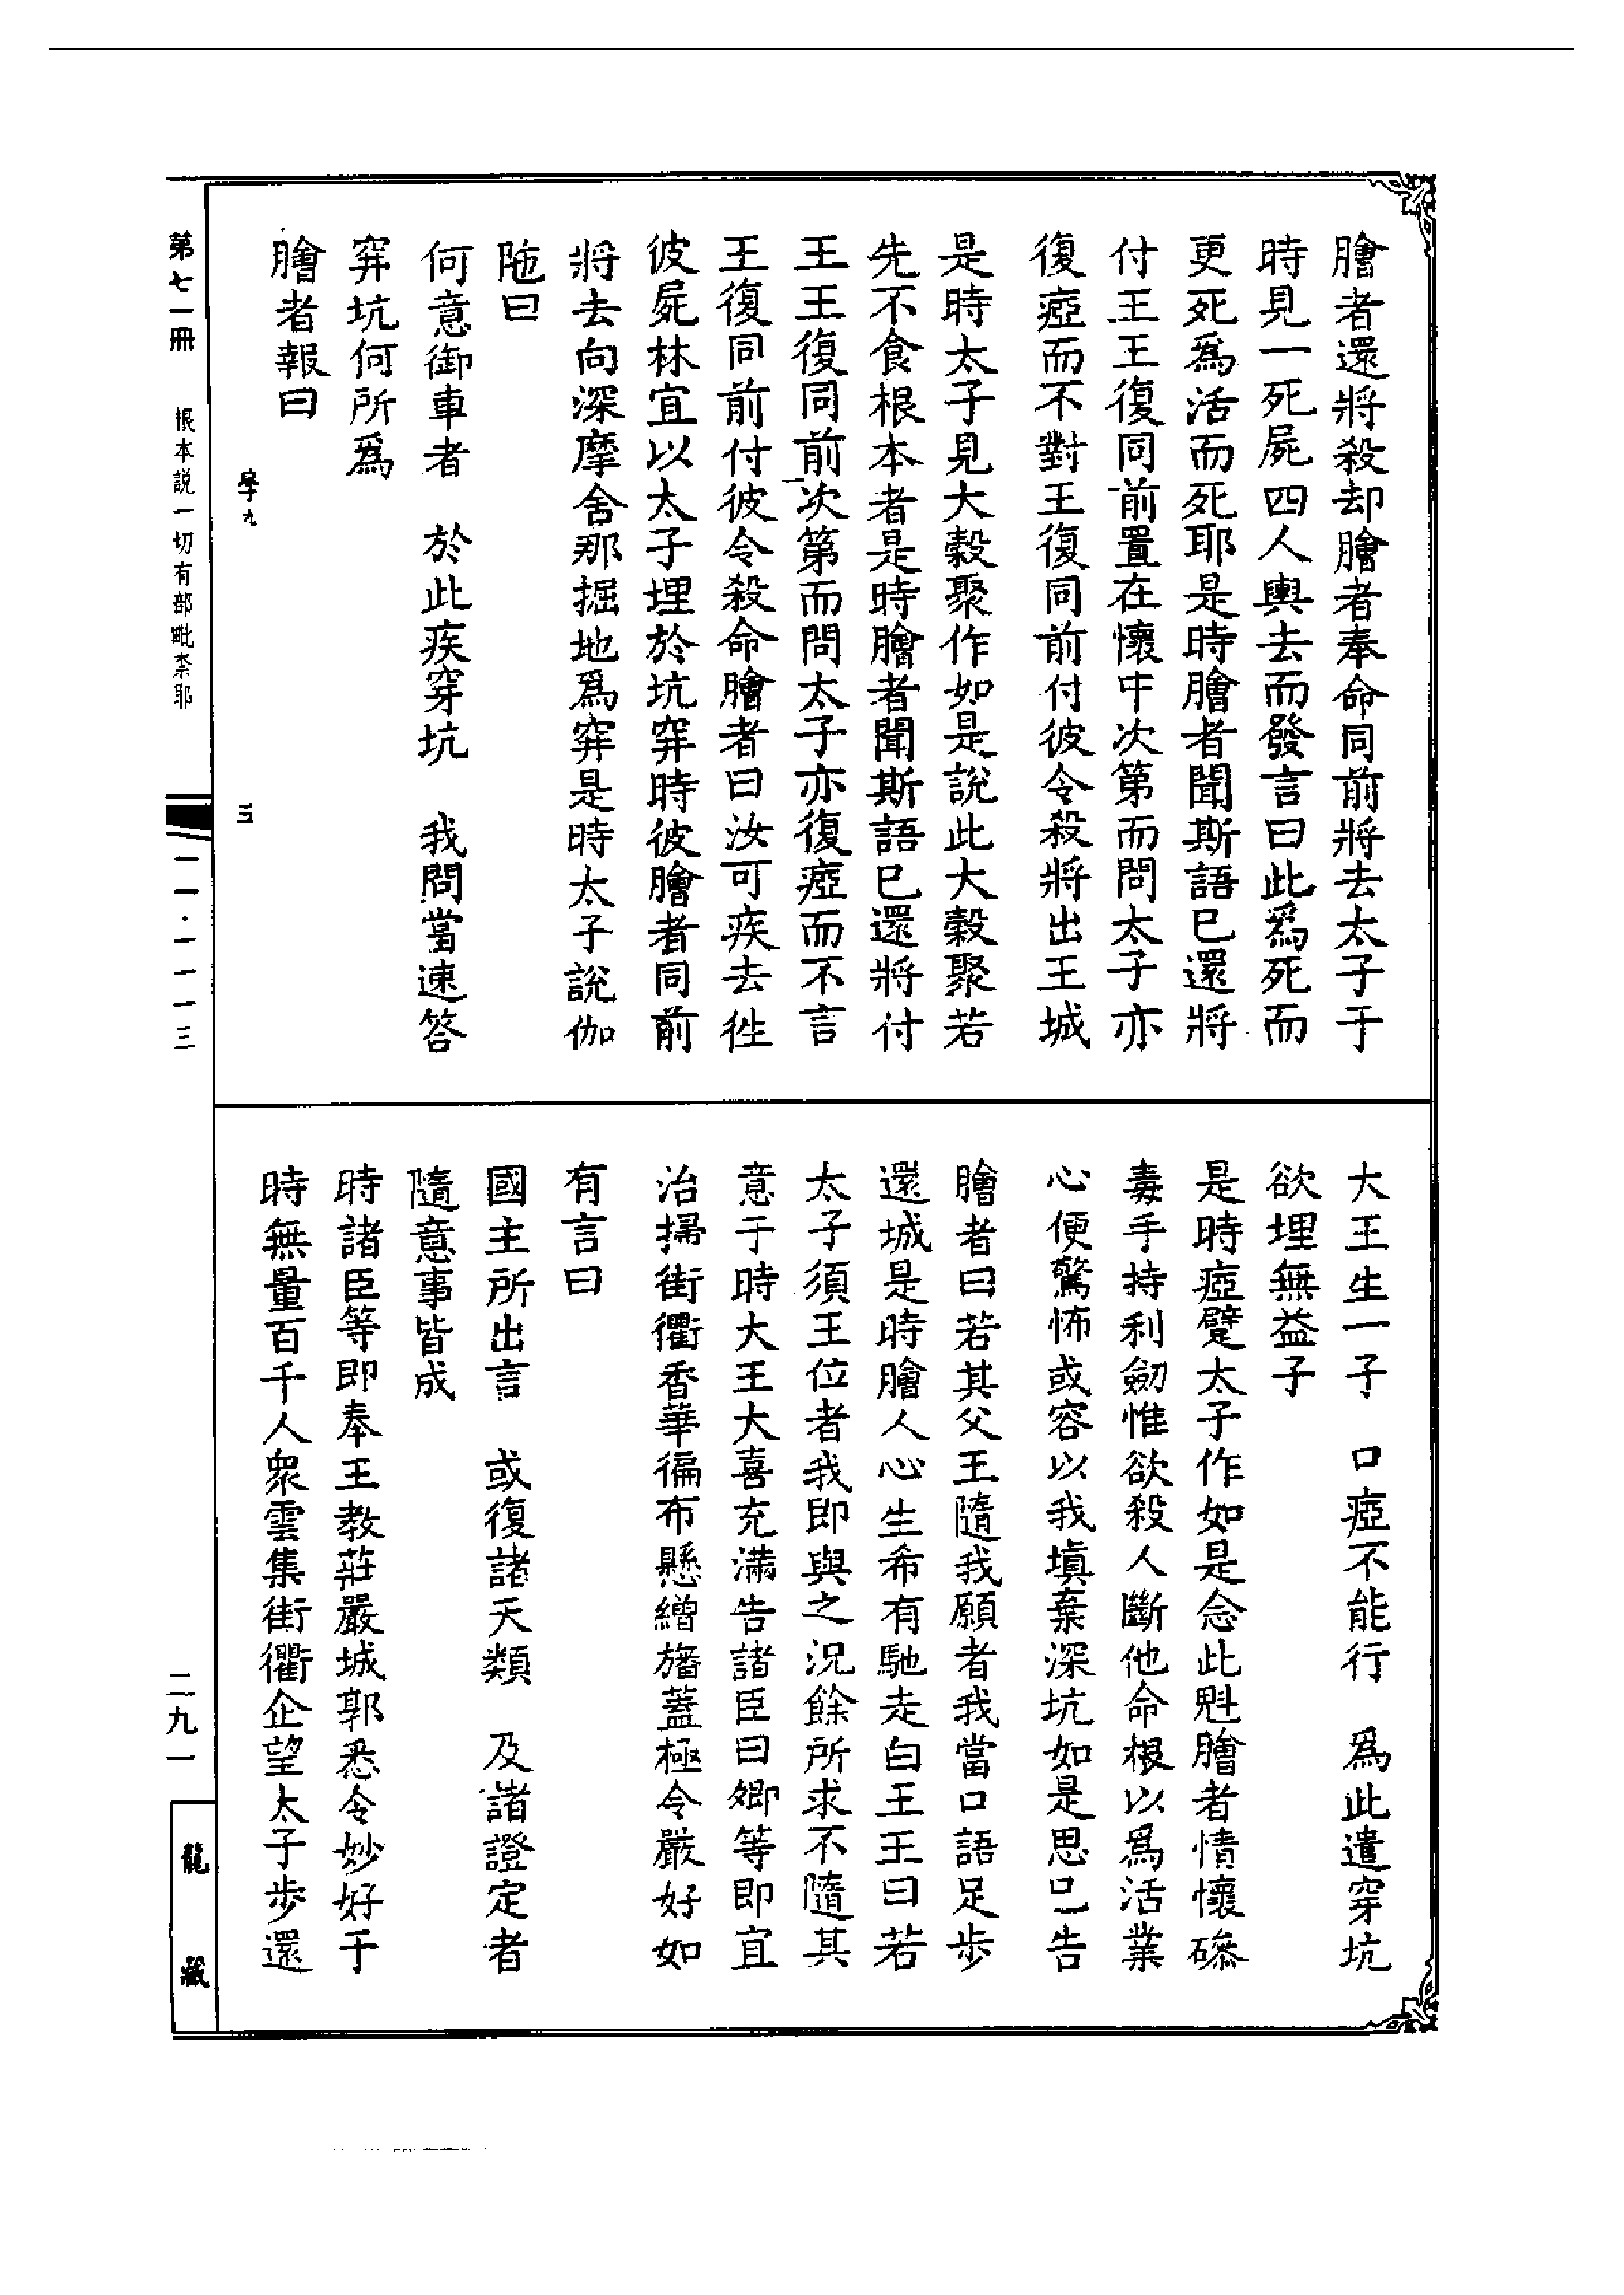 膾者還將殺却膾者奉命同前將去太子于
時見一死屍四人輿去而發言曰此爲死而
更死爲活而死耶是時膾者聞斯語已還將
付王王復同前置在懷中次第而問太子亦
復瘂而不對王復同前付彼令殺將出王城
是時太子見大穀聚作如是說此大穀聚若
先不食根本者是時膾者聞斯語已還將付
王王復同前次第而問太子亦復瘂而不言
王復同前付彼令殺命膾者曰汝可疾去往
彼屍林宜以太子埋於坑穽時彼膾者同前
將去向深摩舍那掘地爲穽是時太子說伽
陁曰
何意御車者　於此疾穿坑　我問當速答
穽坑何所爲
膾者報曰
學九　五
大王生一子　口瘂不能行　爲此遣穿坑
欲埋無益子
是時瘂躄太子作如是念此魁膾者情懷磣
毒手持利劒惟欲殺人斷他命根以爲活業
心便驚怖或容以我塡棄深坑如是思已告
膾者曰若其父王隨我願者我當口語足步
還城是時膾人心生希有馳走白王王曰若
太子須王位者我即與之況餘所求不隨其
意于時大王大喜充滿告諸臣曰卿等即宜
治掃街衢香華徧布懸繒旛蓋極令嚴好如
有言曰
國主所出言　或復諸天類　及諸證定者
隨意事皆成
時諸臣等即奉王教莊嚴城郭悉令妙好于
時無量百千人衆雲集街衢企望太子步還
第七一冊　根本説一切有部毗柰耶　一一·一一一三　二九一　龍藏